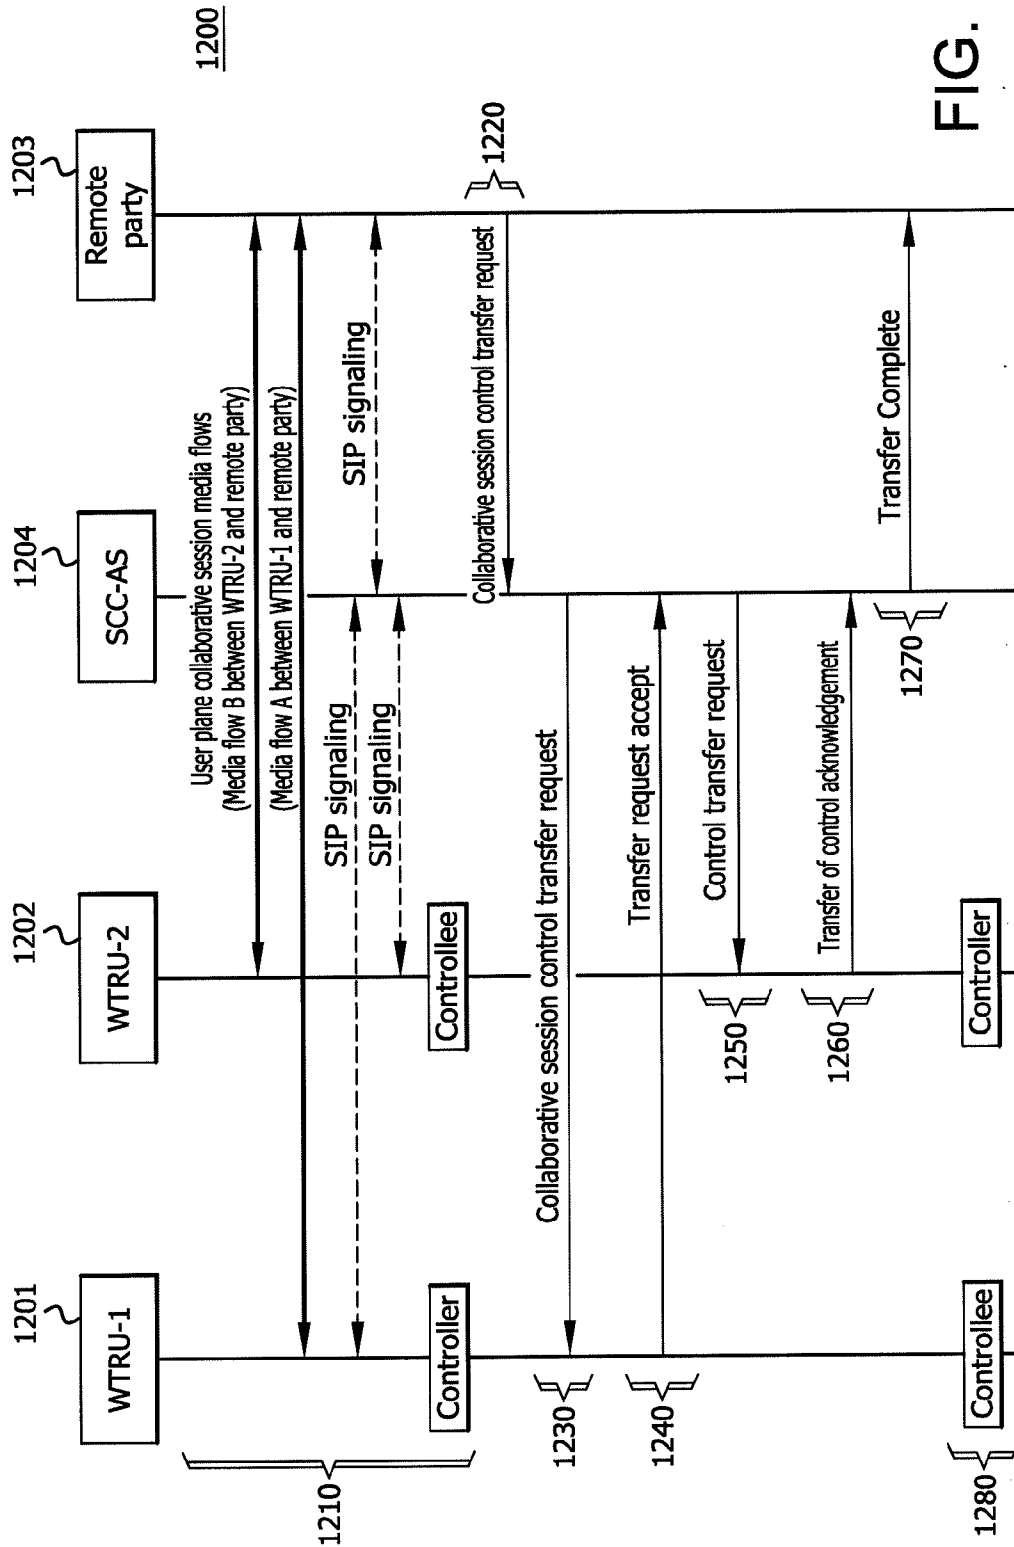 1200
1201
WTRU-1
1202
WTRU-2
1204
SCC-AS
1203
Remote
party
User plane collaborative session media flows
(Media flow B between WTRU-2 and remote party)
(Media flow A between WTRU-1 and remote party)
1210
SIP signaling
SIP signaling
SIP signaling
Controller
Controllee
Collaborative session control transfer request
1220
1230
Collaborative session control transfer request
1240
Transfer request accept
1250
Control transfer request
1260
Transfer of control acknowledgement
1270
Transfer Complete
1280
Controllee
Controller
FIG.